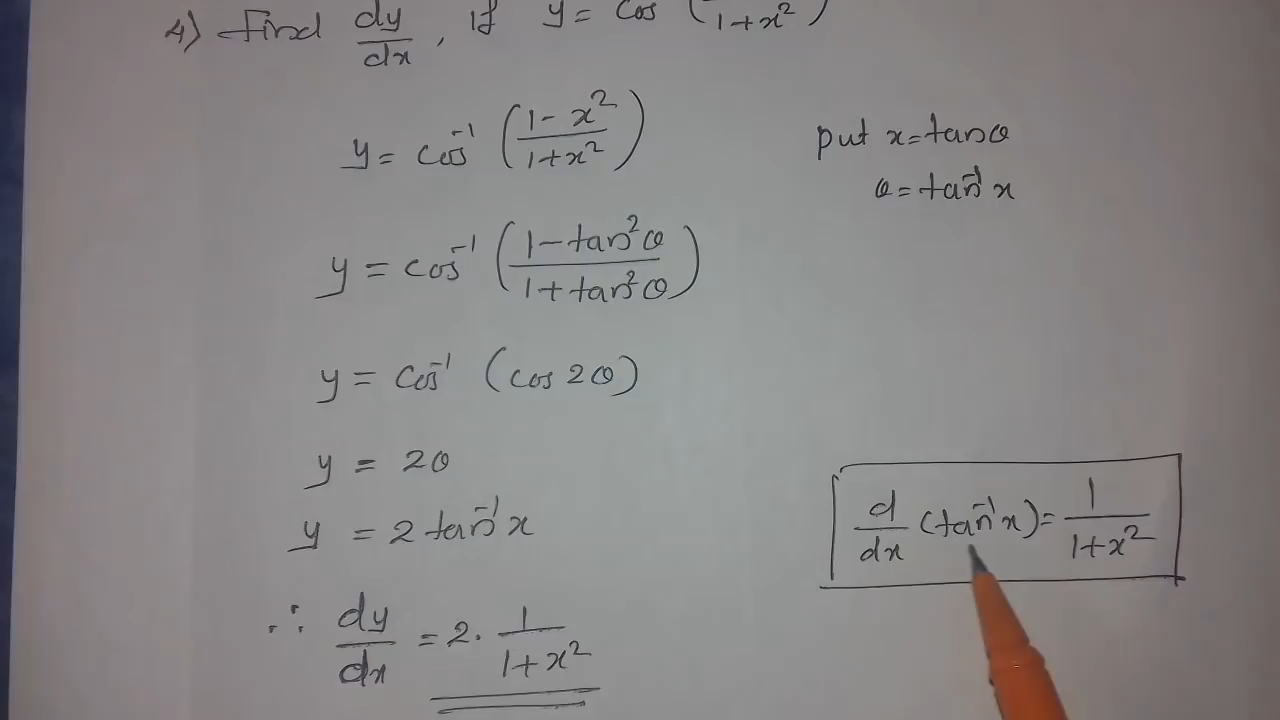 4) Find dy/dx, If y = cos ( /1+x²)
y = cos⁻¹ (1-x²/1+x²)
put x = tanθ
θ = tan⁻¹ x
y = cos⁻¹ (1-tan²θ/1+tan²θ)
y = cos⁻¹ (cos 2θ)
y = 2θ
y = 2 tan⁻¹ x
d/dx (tan⁻¹ x) = 1/1+x²
∴ dy/dx = 2 · 1/1+x²